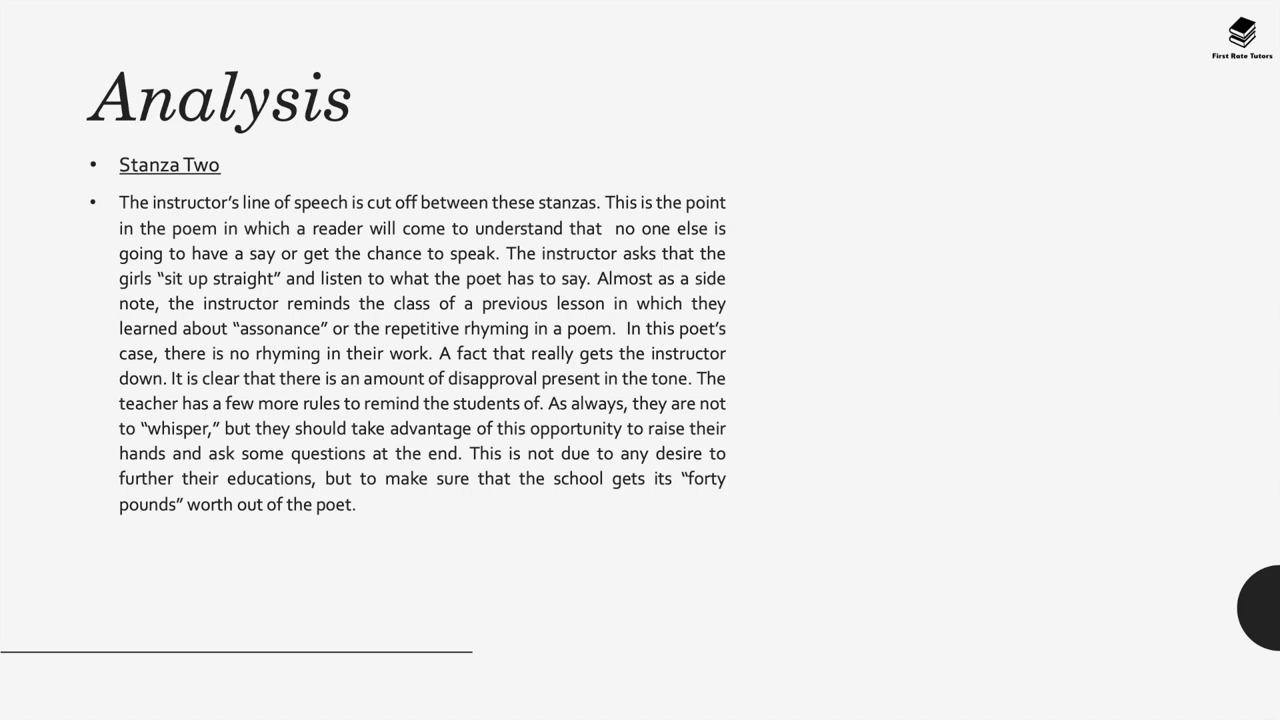 First Rate Tutors
Analysis
• Stanza Two
• The instructor’s line of speech is cut off between these stanzas. This is the point
in the poem in which a reader will come to understand that  no one else is
going to have a say or get the chance to speak. The instructor asks that the
girls “sit up straight” and listen to what the poet has to say. Almost as a side
note, the instructor reminds the class of a previous lesson in which they
learned about “assonance” or the repetitive rhyming in a poem.  In this poet’s
case, there is no rhyming in their work. A fact that really gets the instructor
down. It is clear that there is an amount of disapproval present in the tone. The
teacher has a few more rules to remind the students of. As always, they are not
to “whisper,” but they should take advantage of this opportunity to raise their
hands and ask some questions at the end. This is not due to any desire to
further their educations, but to make sure that the school gets its “forty
pounds” worth out of the poet.